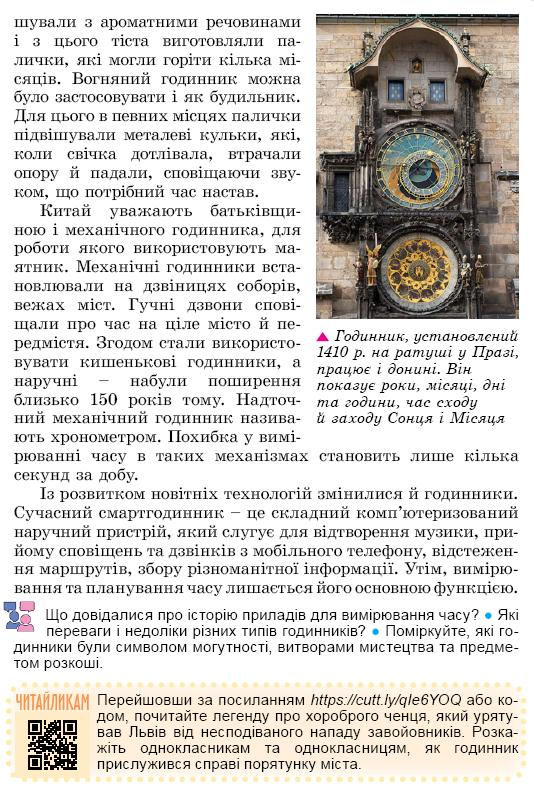 шували з ароматними речовинами
і з цього тіста виготовляли па-
лички, які могли горіти кілька мі-
сяців. Вогняний годинник можна
було застосовувати і як будильник.
Для цього в певних місцях палички
підвішували металеві кульки, які,
коли свічка дотлівала, втрачали
опору й падали, сповіщаючи зву-
ком, що потрібний час настав.
Китай уважають батьківщи-
ною і механічного годинника, для
роботи якого використовують ма-
ятник. Механічні годинники вста-
новлювали на дзвіницях соборів,
вежах міст. Гучні дзвони спові-
щали про час на ціле місто й пе-
редмістя. Згодом стали використо-
вувати кишенькові годинники, а
наручні – набули поширення
близько 150 років тому. Надточ-
ний механічний годинник назива-
ють хронометром. Похибка у вимі-
рюванні часу в таких механізмах становить лише кілька
секунд за добу.
▲ Годинник, установлений
1410 р. на ратуші у Празі,
працює і донині. Він
показує роки, місяці, дні
та години, час сходу
й заходу Сонця і Місяця
Із розвитком новітніх технологій змінилися й годинники.
Сучасний смартгодинник – це складний комп’ютеризований
наручний пристрій, який слугує для відтворення музики, при-
йому сповіщень та дзвінків з мобільного телефону, відстежен-
ня маршрутів, збору різноманітної інформації. Утім, вимірю-
вання та планування часу лишається його основною функцією.
Що довідалися про історію приладів для вимірювання часу? ● Які
переваги і недоліки різних типів годинників? ● Поміркуйте, які го-
динники були символом могутності, витворами мистецтва та предме-
том розкоші.
ЧИТАЙЛИКАМ
Перейшовши за посиланням https://cutt.ly/qIe6YOQ або ко-
дом, почитайте легенду про хороброго ченця, який уряту-
вав Львів від несподіваного нападу завойовників. Розка-
жіть однокласникам та однокласницям, як годинник
прислужився справі порятунку міста.